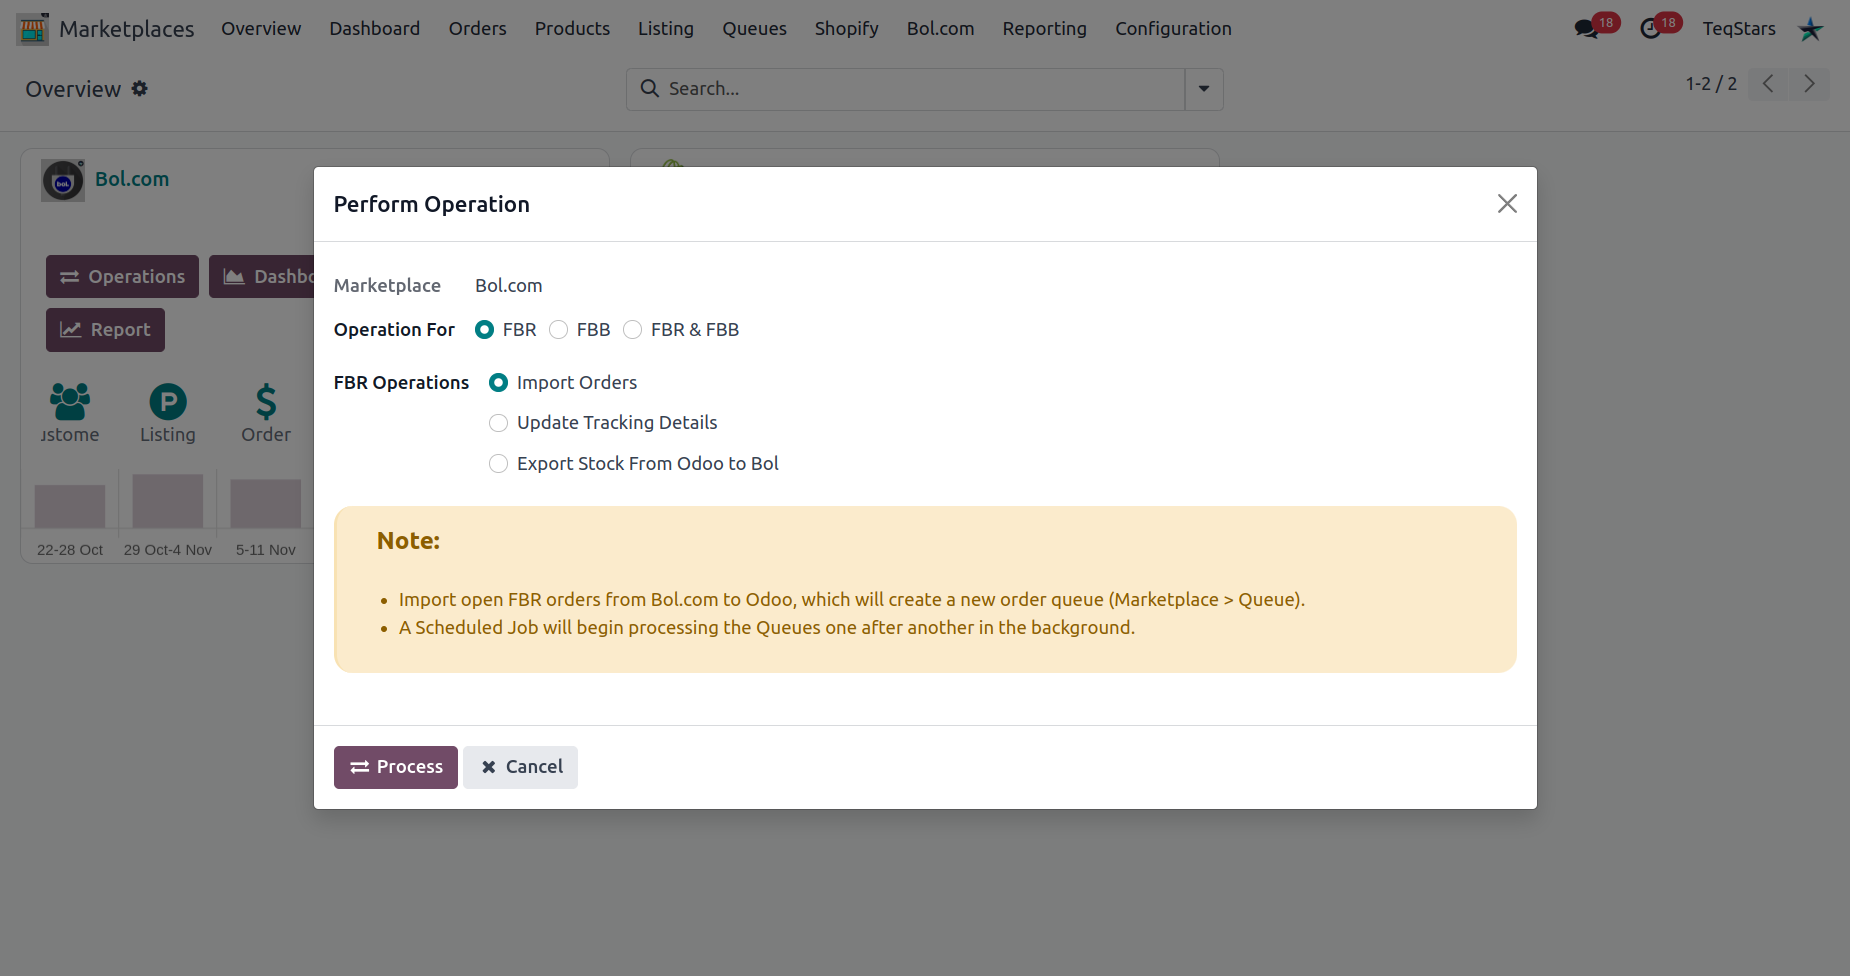 Marketplaces Overview Dashboard Orders Products Listing Queues Shopify Bol.com Reporting Configuration 18 18 TeqStars
Overview Search... 1-2 / 2
bol. Bol.com
Perform Operation
Marketplace Bol.com
Operation For FBR FBB FBR & FBB
FBR Operations Import Orders
Update Tracking Details
Export Stock From Odoo to Bol
Note:
• Import open FBR orders from Bol.com to Odoo, which will create a new order queue (Marketplace > Queue).
• A Scheduled Job will begin processing the Queues one after another in the background.
Process Cancel
Operations Dashbo
Report
ustome Listing Order
22-28 Oct 29 Oct-4 Nov 5-11 Nov